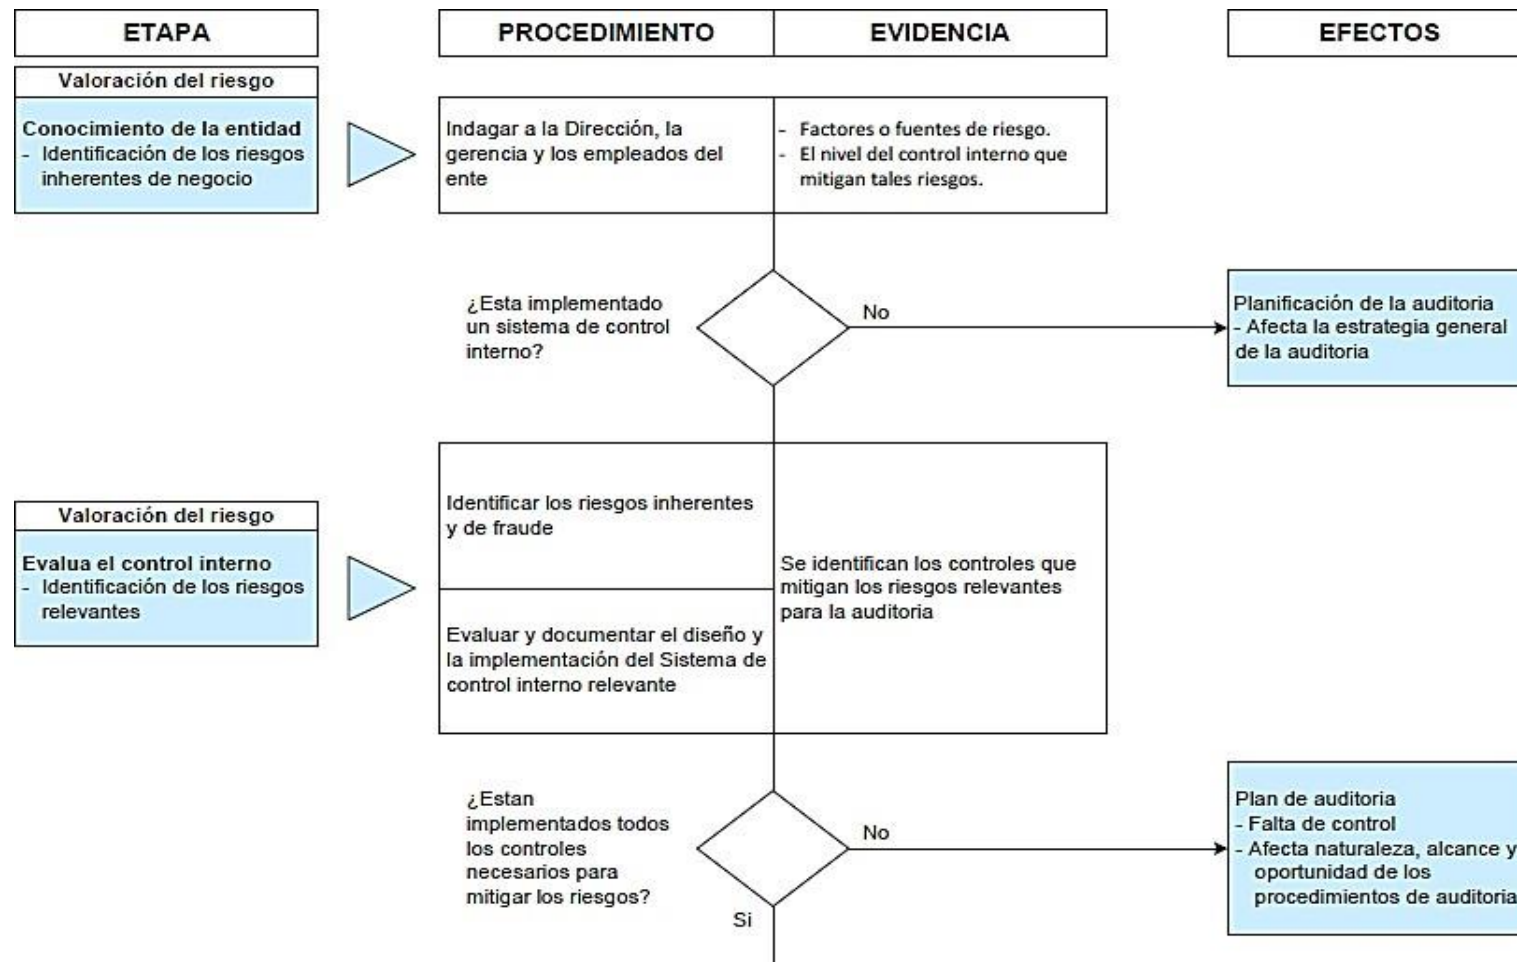 ETAPA
PROCEDIMIENTO
EVIDENCIA
EFECTOS
Valoración del riesgo
Conocimiento de la entidad
- Identificación de los riesgos
inherentes de negocio
Indagar a la Dirección, la
gerencia y los empleados del
ente
- Factores o fuentes de riesgo.
- El nivel del control interno que
mitigan tales riesgos.
¿Esta implementado
un sistema de control
interno?
No
Planificación de la auditoria
- Afecta la estrategia general
de la auditoria
Valoración del riesgo
Evalua el control interno
- Identificación de los riesgos
relevantes
Identificar los riesgos inherentes
y de fraude
Evaluar y documentar el diseño y
la implementación del Sistema de
control interno relevante
Se identifican los controles que
mitigan los riesgos relevantes
para la auditoria
¿Estan
implementados todos
los controles
necesarios para
mitigar los riesgos?
No
Si
Plan de auditoria
- Falta de control
- Afecta naturaleza, alcance y
oportunidad de los
procedimientos de auditoria